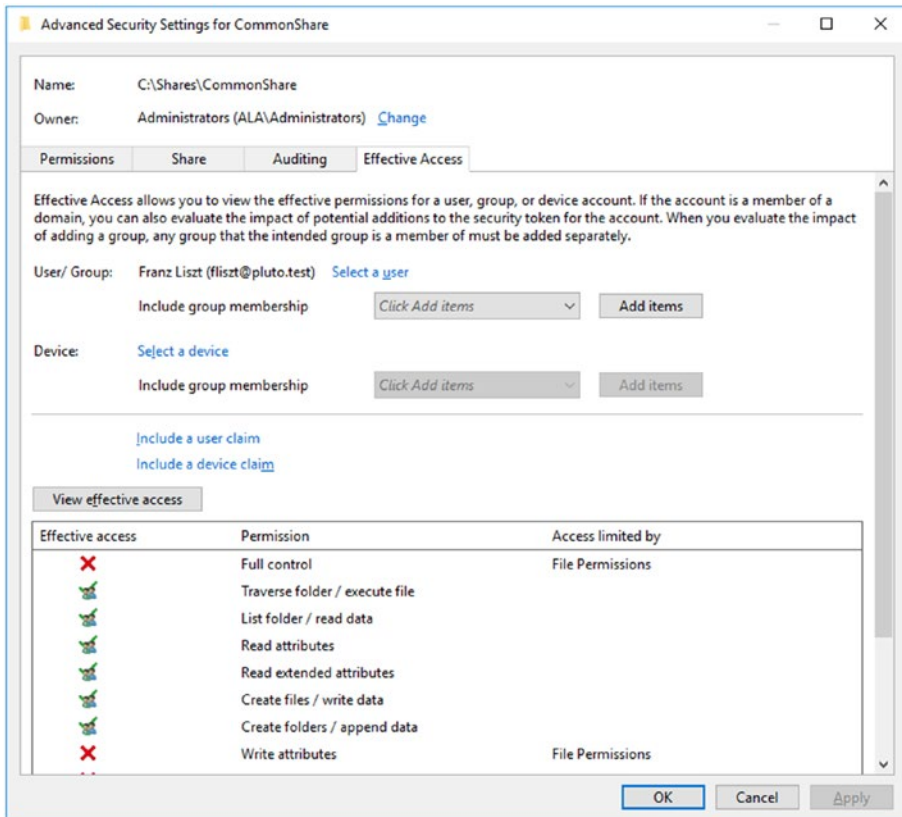 Advanced Security Settings for CommonShare
Name: C:\Shares\CommonShare
Owner: Administrators (ALA\Administrators) Change
Permissions Share Auditing Effective Access
Effective Access allows you to view the effective permissions for a user, group, or device account. If the account is a member of a
domain, you can also evaluate the impact of potential additions to the security token for the account. When you evaluate the impact
of adding a group, any group that the intended group is a member of must be added separately.
User/ Group: Franz Liszt (fliszt@pluto.test) Select a user
Include group membership Click Add items Add items
Device: Select a device
Include group membership Click Add items Add items
Include a user claim
Include a device claim
View effective access
Effective access Permission Access limited by
Full control File Permissions
Traverse folder / execute file
List folder / read data
Read attributes
Read extended attributes
Create files / write data
Create folders / append data
Write attributes File Permissions
OK Cancel Apply